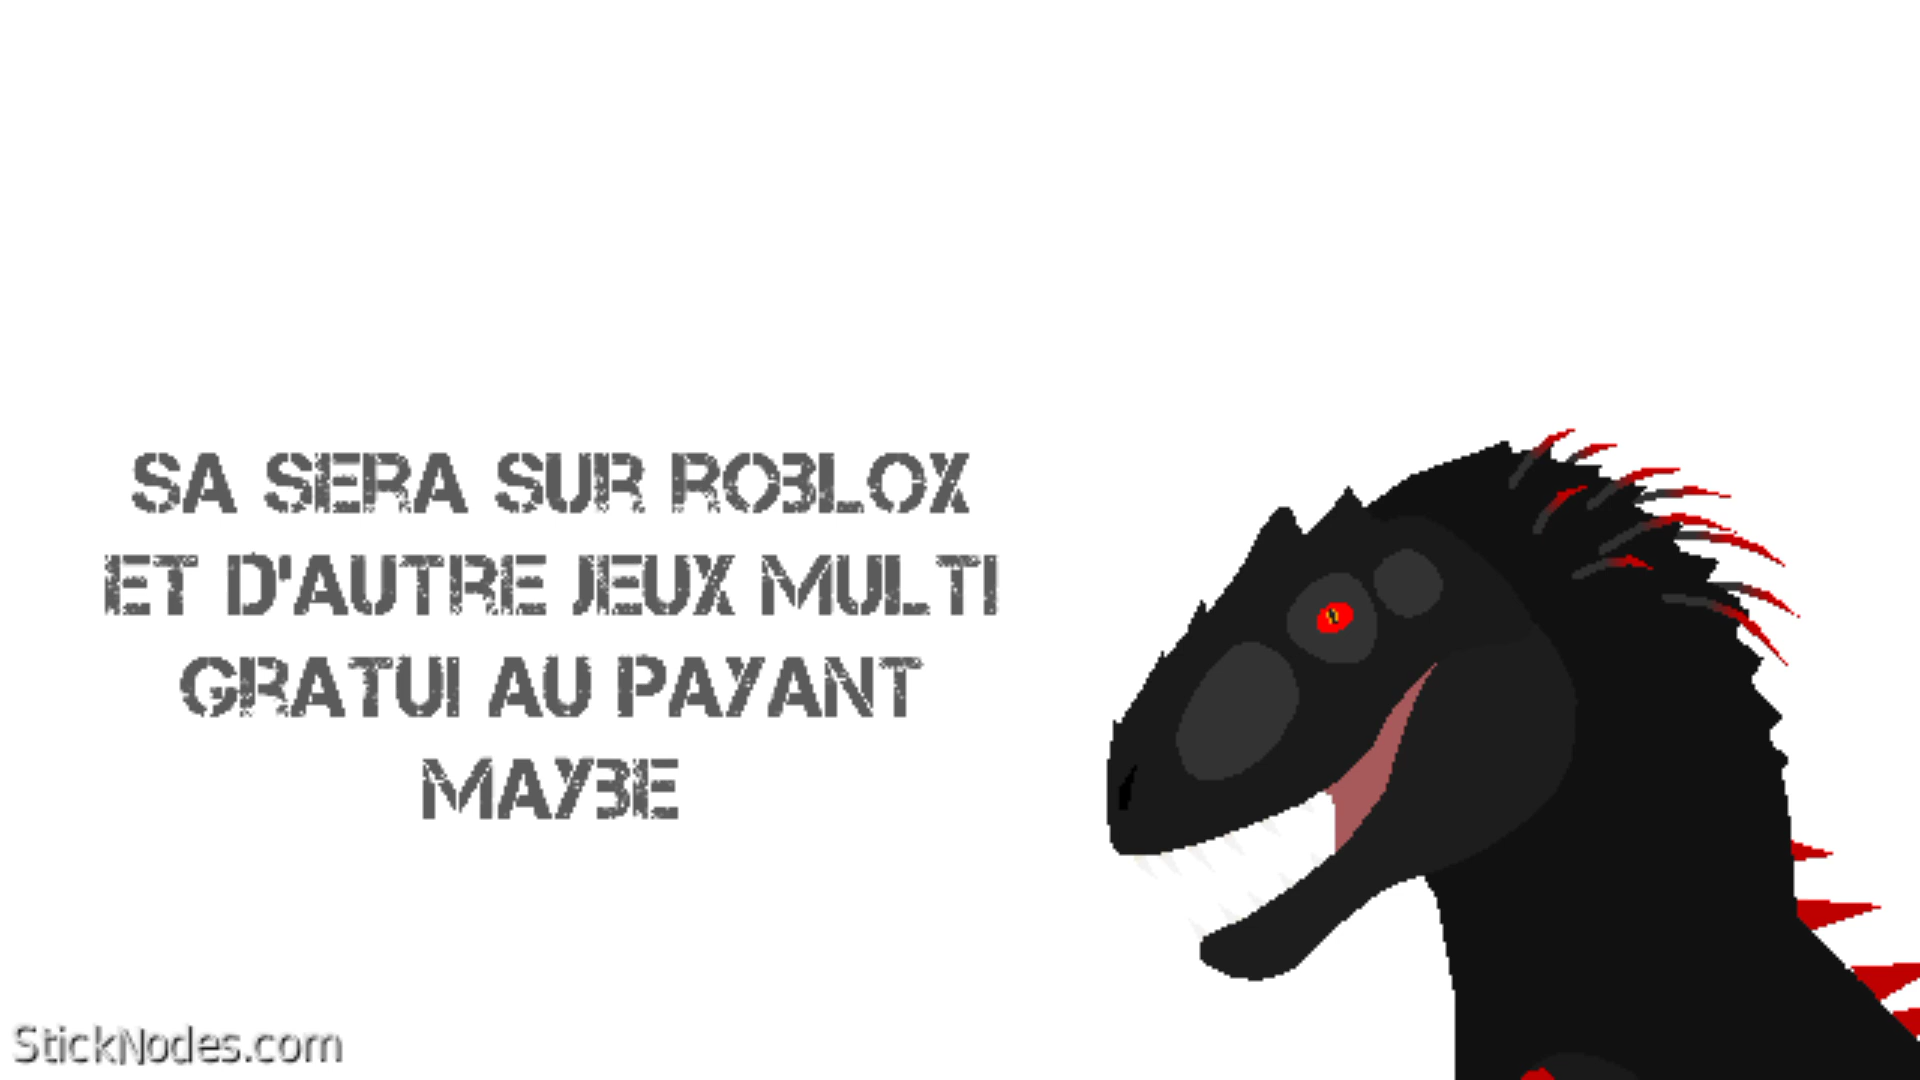 SA SERA SUR ROBLOX
ET D'AUTRE JEUX MULTI
GRATUI AU PAYANT
MAYBE
StickNodes.com